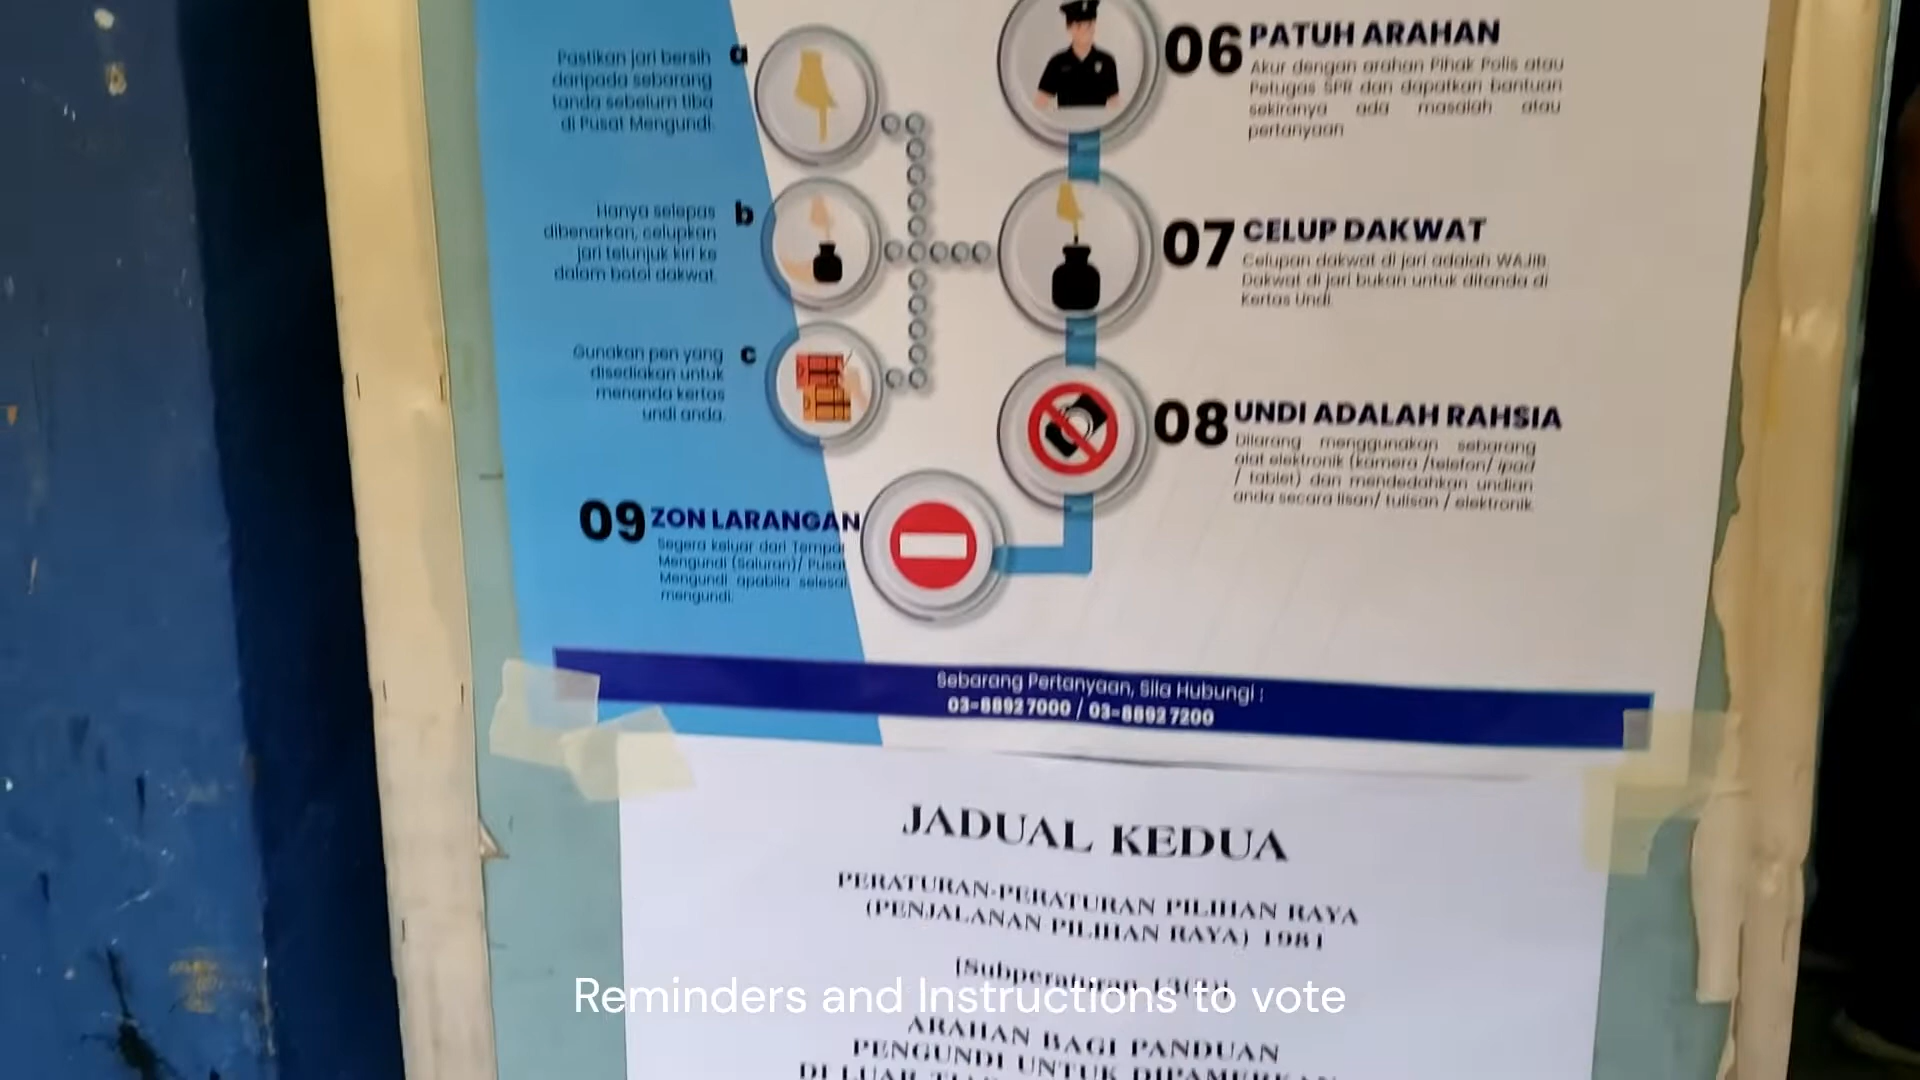 a
Pastikan jari bersih
daripada sebarang
tanda sebelum tiba
di Pusat Mengundi.
b
Hanya selepas
dibenarkan, celupkan
jari telunjuk kiri ke
dalam botol dakwat.
c
Gunakan pen yang
disediakan untuk
menanda kertas
undi anda.
06 PATUH ARAHAN
Akur dengan arahan Pihak Polis atau
Petugas SPR dan dapatkan bantuan
sekiranya ada masalah atau
pertanyaan
07 CELUP DAKWAT
Celupan dakwat di jari adalah WAJIB.
Dakwat di jari bukan untuk ditanda di
Kertas Undi.
08 UNDI ADALAH RAHSIA
Dilarang menggunakan sebarang
alat elektronik (kamera /telefon/ ipad
/ tablet) dan mendedahkan undian
anda secara lisan/ tulisan / elektronik.
09 ZON LARANGAN
Segera keluar dari Tempat
Mengundi (Saluran)/ Pusat
Mengundi apabila selesai
mengundi.
Sebarang Pertanyaan, Sila Hubungi :
03-8892 7000 / 03-8892 7200
JADUAL KEDUA
PERATURAN-PERATURAN PILIHAN RAYA
(PENJALANAN PILIHAN RAYA) 1981
[Subperaturan
Reminders and Instructions to vote
ARAHAN BAGI PANDUAN
PENGUNDI UNTUK DIPAMERKAN
DI LUAR